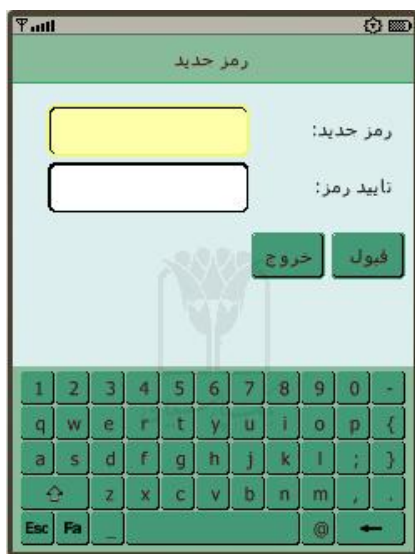 رمز جدید
رمز جدید:
تایید رمز:
قبول خروج
1 2 3 4 5 6 7 8 9 0 -
q w e r t y u i o p {
a s d f g h j k l ; }
z x c v b n m , .
Esc Fa _ @